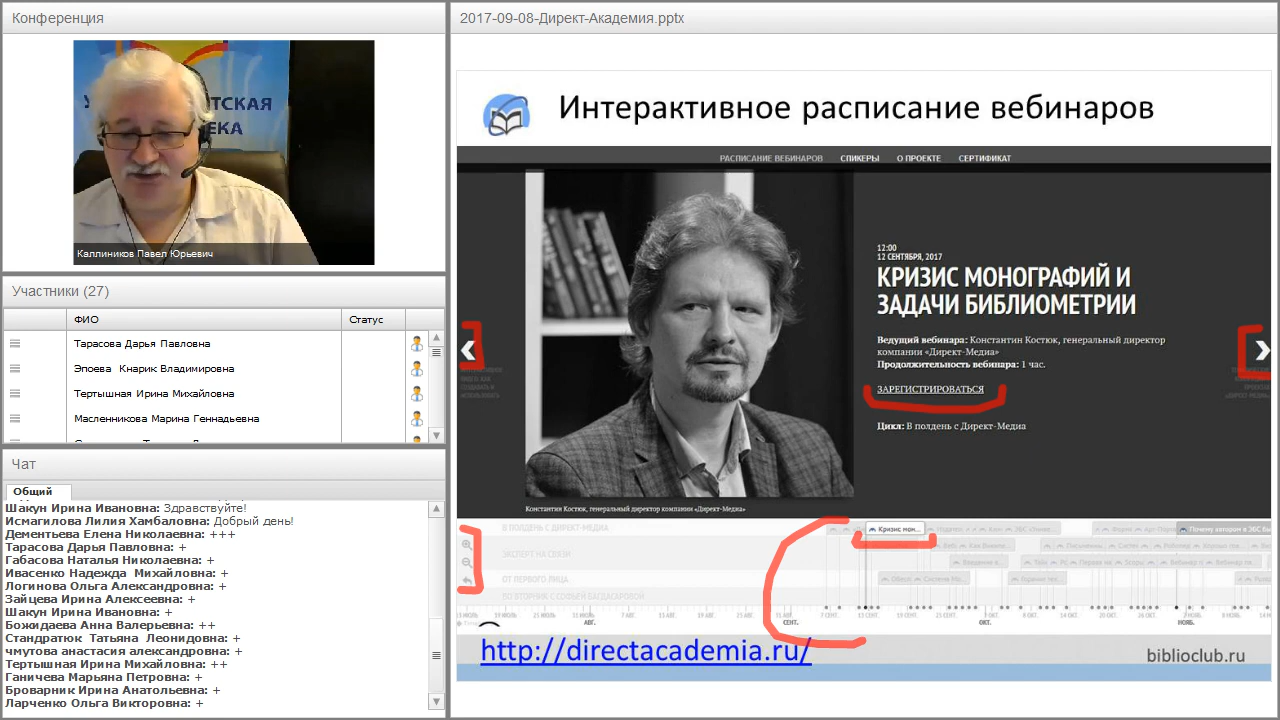 Конференция
Каллиников Павел Юрьевич
Участники (27)
ФИО
Статус
Тарасова Дарья Павловна
Эпоева Кнарик Владимировна
Тертышная Ирина Михайловна
Масленникова Марина Геннадьевна
Чат
Общий
Шакун Ирина Ивановна: Здравствуйте!
Исмагилова Лилия Хамбаловна: Добрый день!
Дементьева Елена Николаевна: +++
Тарасова Дарья Павловна: +
Габасова Наталья Николаевна: +
Ивасенко Надежда Михайловна: +
Логинова Ольга Александровна: +
Зайцева Ирина Алексеевна: +
Шакун Ирина Ивановна: +
Божимова Анна Валерьевна: ++
Стандратюк Татьяна Леонидовна: +
чмутова анастасия александровна: +
Тертышная Ирина Михайловна: ++
Ганичева Марьяна Петровна: +
Броварник Ирина Анатольевна: +
Ларченко Ольга Викторовна: +
2017-09-08-Директ-Академия.pptx
Интерактивное расписание вебинаров
РАСПИСАНИЕ ВЕБИНАРОВ СПИКЕРЫ О ПРОЕКТЕ СЕРТИФИКАТ
12:00
12 СЕНТЯБРЯ, 2017
КРИЗИС МОНОГРАФИЙ И
ЗАДАЧИ БИБЛИОМЕТРИИ
Ведущий вебинара: Константин Костюк, генеральный директор
компании «Директ-Медиа»
Продолжительность вебинара: 1 час.
ЗАРЕГИСТРИРОВАТЬСЯ
Цикл: В полдень с Директ-Медиа
Константин Костюк, генеральный директор компании «Директ-Медиа»
В ПОЛДЕНЬ С ДИРЕКТ-МЕДИА
Кризис мон...
Почему авторам в ЭБС бы
ЭКСПЕРТ НА СВЯЗИ
ОТ ПЕРВОГО ЛИЦА
ВО ВТОРНИК С СОФЬЕЙ БАГДАСАРОВОЙ
АВГ. СЕНТ. ОКТ. НОЯБ.
http://directacademia.ru/
biblioclub.ru